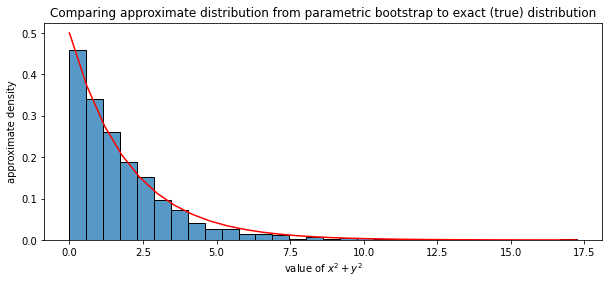 Comparing approximate distribution from parametric bootstrap to exact (true) distribution
approximate density
0.5
0.4
0.3
0.2
0.1
0.0
0.0 2.5 5.0 7.5 10.0 12.5 15.0 17.5
value of x² + y²